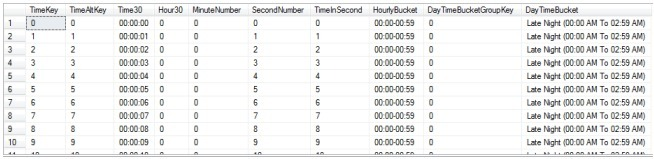 TimeKey TimeAltKey Time30 Hour30 MinuteNumber SecondNumber TimeInSecond HourlyBucket DayTimeBucketGroupKey DayTimeBucket
1 0 0 00:00:00 0 0 0 0 00:00-00:59 0 Late Night (00:00 AM To 02:59 AM)
2 1 1 00:00:01 0 0 1 1 00:00-00:59 0 Late Night (00:00 AM To 02:59 AM)
3 2 2 00:00:02 0 0 2 2 00:00-00:59 0 Late Night (00:00 AM To 02:59 AM)
4 3 3 00:00:03 0 0 3 3 00:00-00:59 0 Late Night (00:00 AM To 02:59 AM)
5 4 4 00:00:04 0 0 4 4 00:00-00:59 0 Late Night (00:00 AM To 02:59 AM)
6 5 5 00:00:05 0 0 5 5 00:00-00:59 0 Late Night (00:00 AM To 02:59 AM)
7 6 6 00:00:06 0 0 6 6 00:00-00:59 0 Late Night (00:00 AM To 02:59 AM)
8 7 7 00:00:07 0 0 7 7 00:00-00:59 0 Late Night (00:00 AM To 02:59 AM)
9 8 8 00:00:08 0 0 8 8 00:00-00:59 0 Late Night (00:00 AM To 02:59 AM)
10 9 9 00:00:09 0 0 9 9 00:00-00:59 0 Late Night (00:00 AM To 02:59 AM)